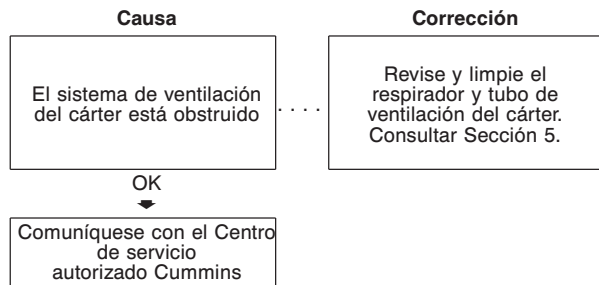 Causa
Corrección
El sistema de ventilación
del cárter está obstruido
. . . .
Revise y limpie el
respirador y tubo de
ventilación del cárter.
Consultar Sección 5.
OK
Comuníquese con el Centro
de servicio
autorizado Cummins